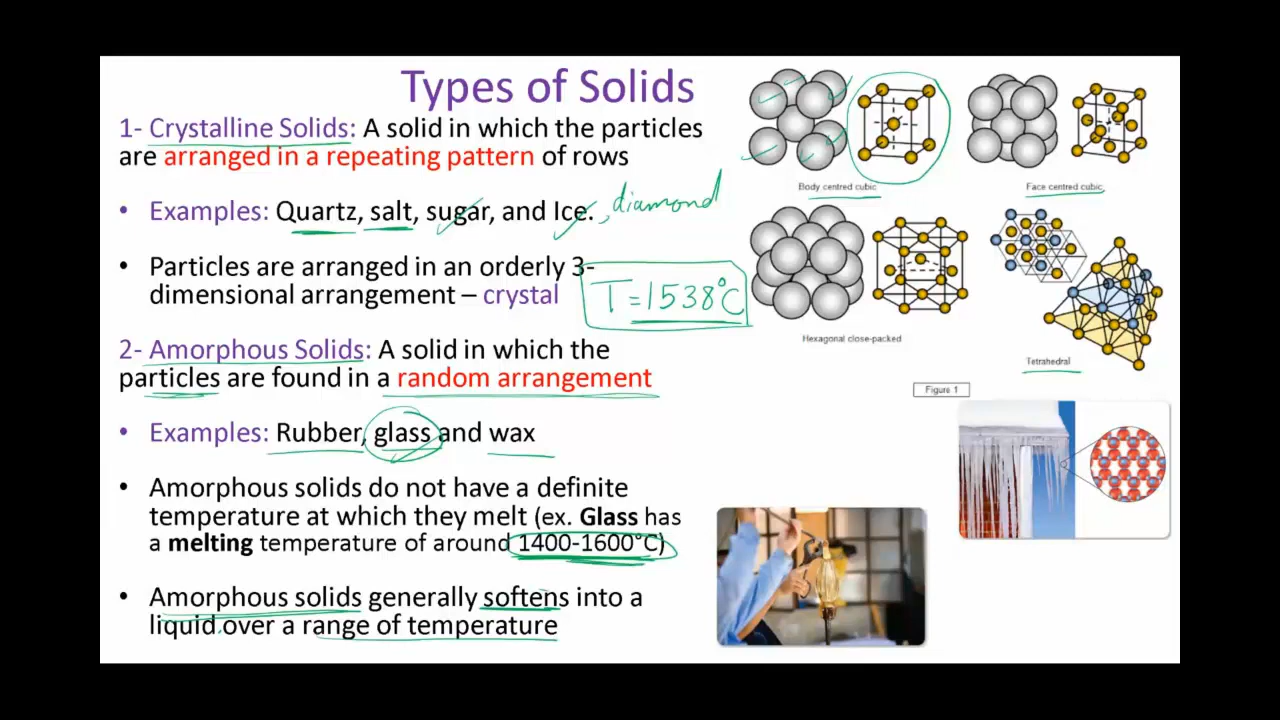 Types of Solids
1- Crystalline Solids: A solid in which the particles
are arranged in a repeating pattern of rows
• Examples: Quartz, salt, sugar, and Ice. , diamond
• Particles are arranged in an orderly 3-
dimensional arrangement – crystal
T = 1538°C
2- Amorphous Solids: A solid in which the
particles are found in a random arrangement
• Examples: Rubber, glass and wax
• Amorphous solids do not have a definite
temperature at which they melt (ex. Glass has
a melting temperature of around 1400-1600°C)
• Amorphous solids generally softens into a
liquid over a range of temperature
Body centred cubic
Face centred cubic
Hexagonal close-packed
Tetrahedral
Figure 1